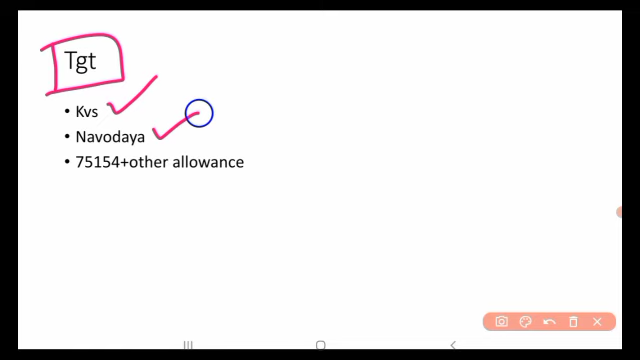 Tgt
• Kvs
• Navodaya
• 75154+other allowance